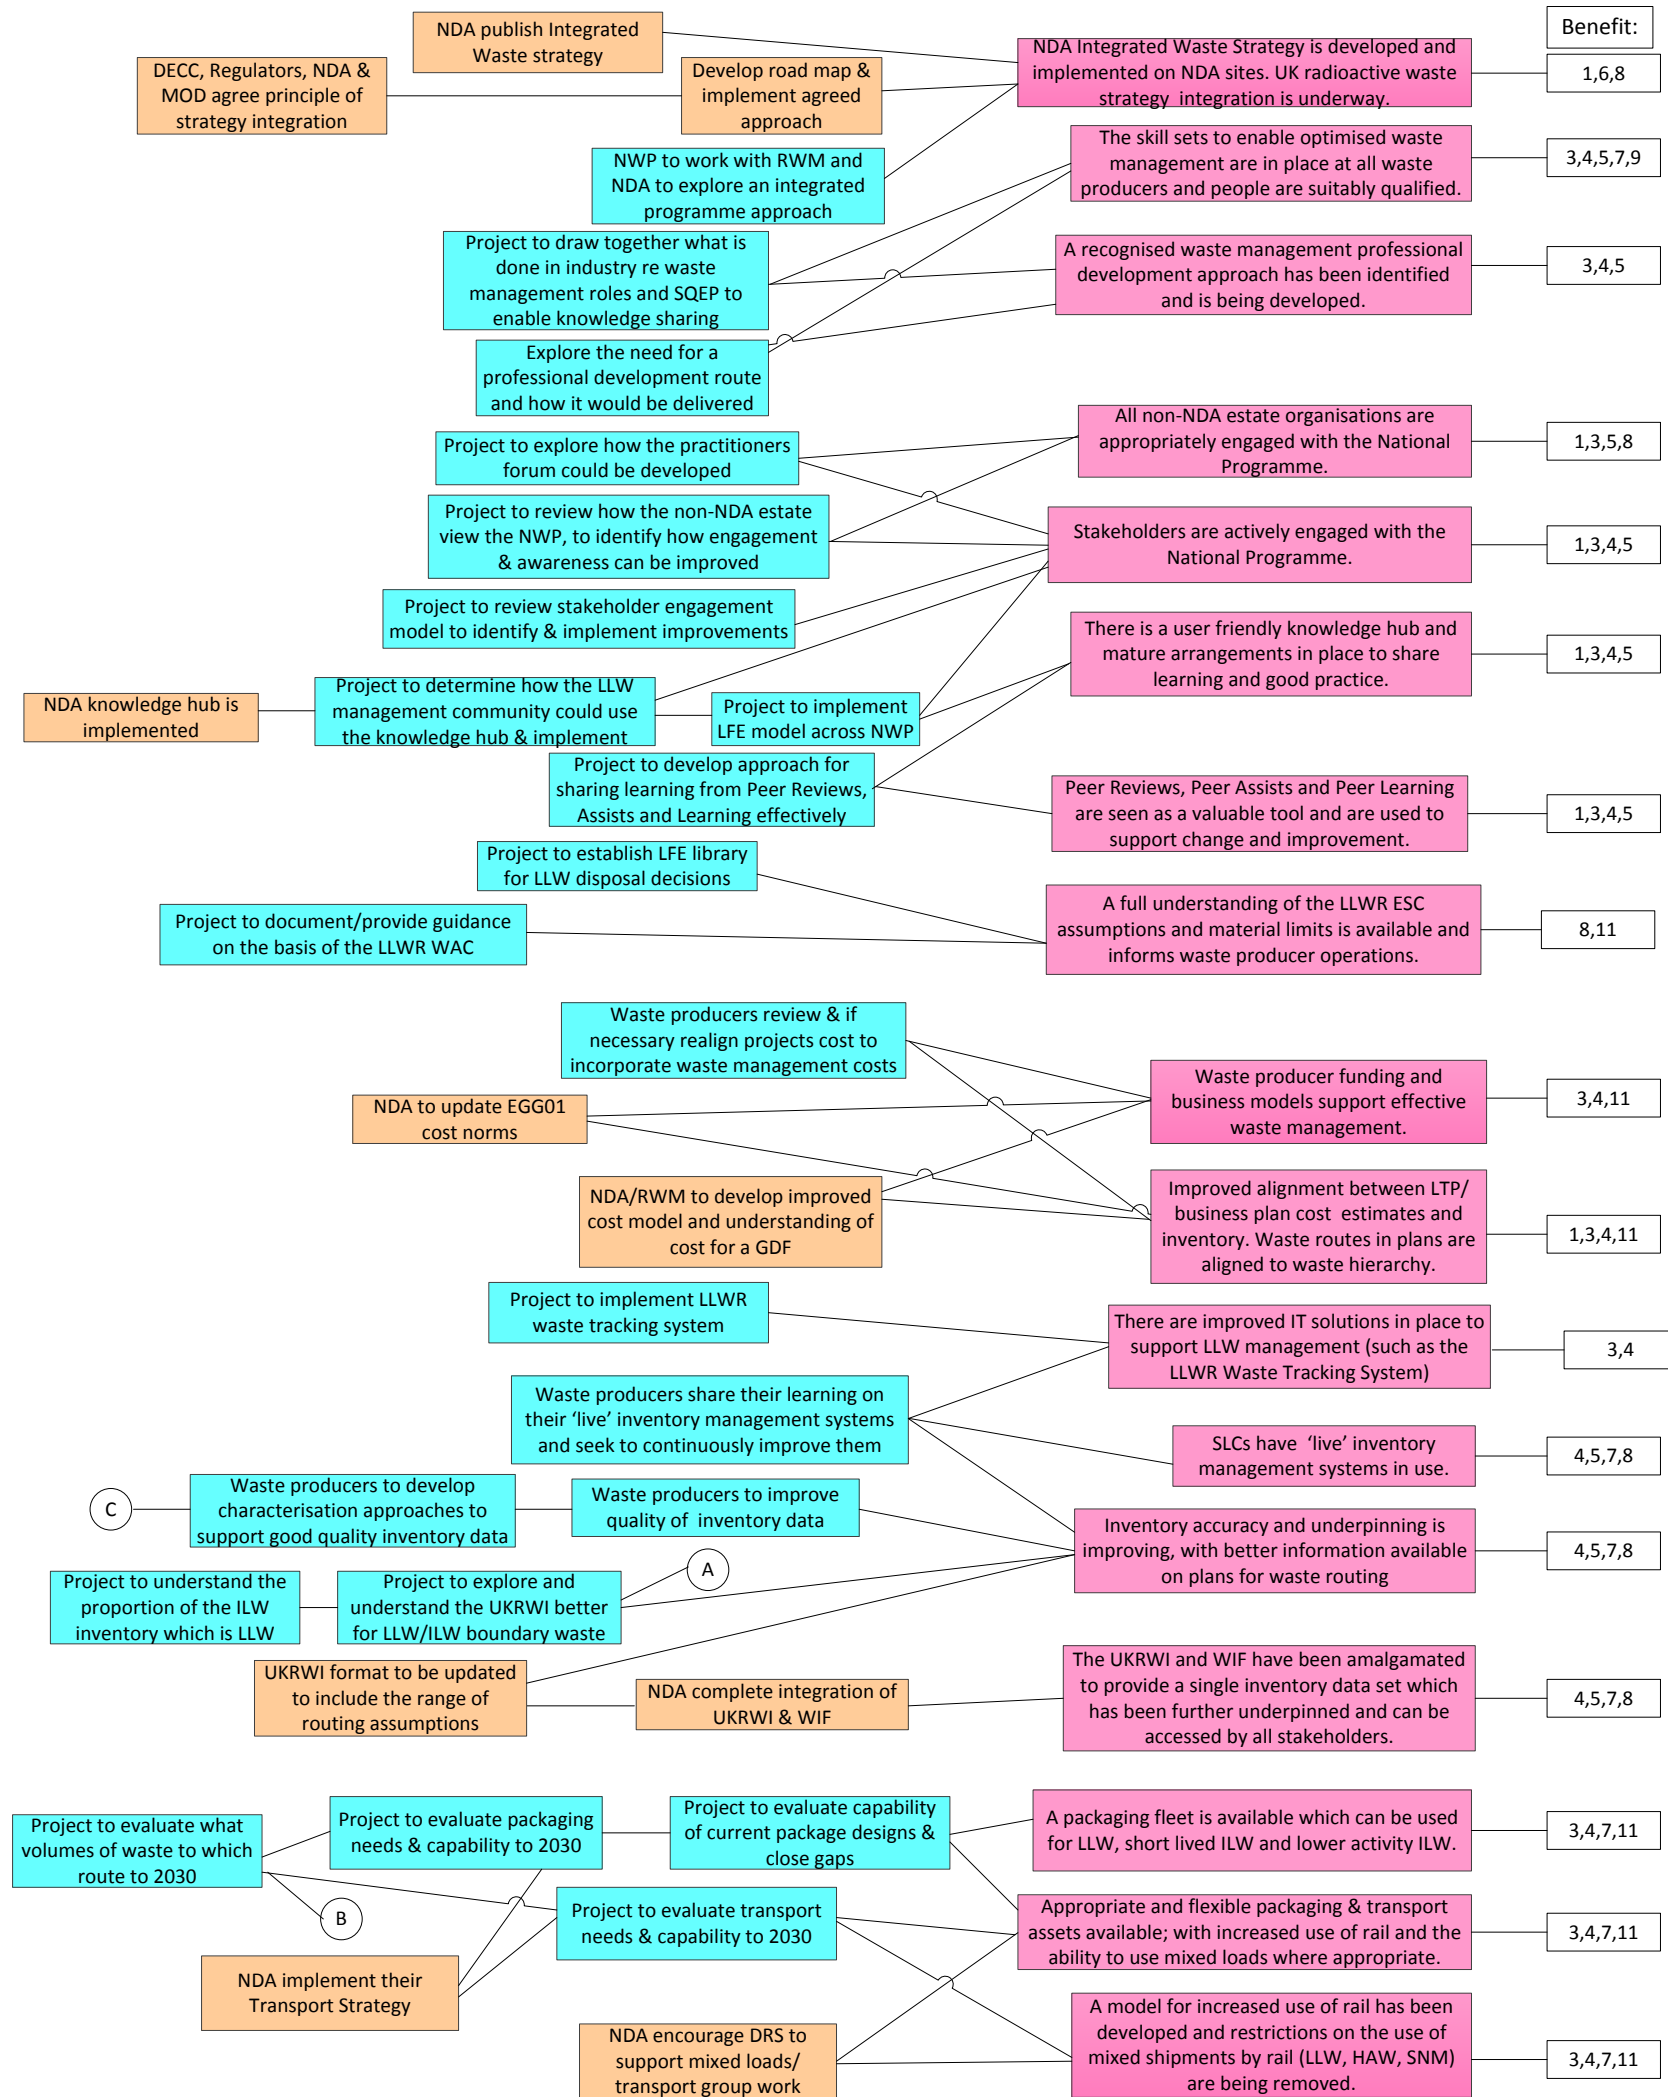 Benefit:
NDA publish Integrated
Waste strategy
NDA Integrated Waste Strategy is developed and
implemented on NDA sites. UK radioactive waste
strategy integration is underway.
1,6,8
DECC, Regulators, NDA &
MOD agree principle of
strategy integration
Develop road map &
implement agreed
approach
NWP to work with RWM and
NDA to explore an integrated
programme approach
The skill sets to enable optimised waste
management are in place at all waste
producers and people are suitably qualified.
3,4,5,7,9
Project to draw together what is
done in industry re waste
management roles and SQEP to
enable knowledge sharing
A recognised waste management professional
development approach has been identified
and is being developed.
3,4,5
Explore the need for a
professional development route
and how it would be delivered
All non-NDA estate organisations are
appropriately engaged with the National
Programme.
1,3,5,8
Project to explore how the practitioners
forum could be developed
Project to review how the non-NDA estate
view the NWP, to identify how engagement
& awareness can be improved
Stakeholders are actively engaged with the
National Programme.
1,3,4,5
Project to review stakeholder engagement
model to identify & implement improvements
There is a user friendly knowledge hub and
mature arrangements in place to share
learning and good practice.
1,3,4,5
NDA knowledge hub is
implemented
Project to determine how the LLW
management community could use
the knowledge hub & implement
Project to implement
LFE model across NWP
Project to develop approach for
sharing learning from Peer Reviews,
Assists and Learning effectively
Peer Reviews, Peer Assists and Peer Learning
are seen as a valuable tool and are used to
support change and improvement.
1,3,4,5
Project to establish LFE library
for LLW disposal decisions
Project to document/provide guidance
on the basis of the LLWR WAC
A full understanding of the LLWR ESC
assumptions and material limits is available and
informs waste producer operations.
8,11
Waste producers review & if
necessary realign projects cost to
incorporate waste management costs
Waste producer funding and
business models support effective
waste management.
3,4,11
NDA to update EGG01
cost norms
NDA/RWM to develop improved
cost model and understanding of
cost for a GDF
Improved alignment between LTP/
business plan cost estimates and
inventory. Waste routes in plans are
aligned to waste hierarchy.
1,3,4,11
Project to implement LLWR
waste tracking system
There are improved IT solutions in place to
support LLW management (such as the
LLWR Waste Tracking System)
3,4
Waste producers share their learning on
their ‘live’ inventory management systems
and seek to continuously improve them
SLCs have ‘live’ inventory
management systems in use.
4,5,7,8
C
Waste producers to develop
characterisation approaches to
support good quality inventory data
Waste producers to improve
quality of inventory data
Inventory accuracy and underpinning is
improving, with better information available
on plans for waste routing
4,5,7,8
A
Project to understand the
proportion of the ILW
inventory which is LLW
Project to explore and
understand the UKRWI better
for LLW/ILW boundary waste
UKRWI format to be updated
to include the range of
routing assumptions
NDA complete integration of
UKRWI & WIF
The UKRWI and WIF have been amalgamated
to provide a single inventory data set which
has been further underpinned and can be
accessed by all stakeholders.
4,5,7,8
Project to evaluate what
volumes of waste to which
route to 2030
Project to evaluate packaging
needs & capability to 2030
Project to evaluate capability
of current package designs &
close gaps
A packaging fleet is available which can be used
for LLW, short lived ILW and lower activity ILW.
3,4,7,11
B
Project to evaluate transport
needs & capability to 2030
Appropriate and flexible packaging & transport
assets available; with increased use of rail and the
ability to use mixed loads where appropriate.
3,4,7,11
NDA implement their
Transport Strategy
NDA encourage DRS to
support mixed loads/
transport group work
A model for increased use of rail has been
developed and restrictions on the use of
mixed shipments by rail (LLW, HAW, SNM)
are being removed.
3,4,7,11